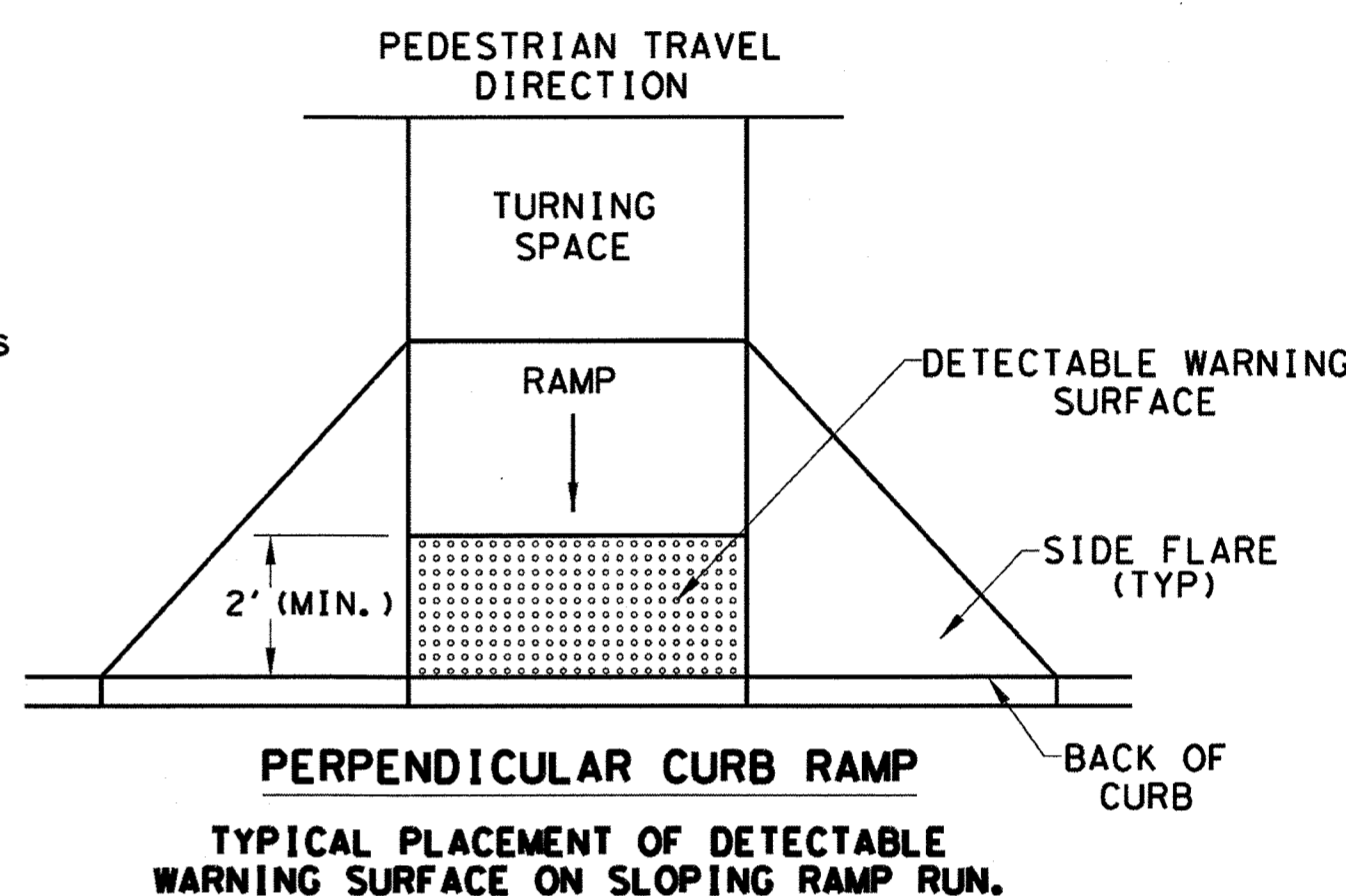 PEDESTRIAN TRAVEL
DIRECTION
TURNING
SPACE
S
RAMP
DETECTABLE WARNING
SURFACE
2' (MIN.)
SIDE FLARE
(TYP)
BACK OF
CURB
PERPENDICULAR CURB RAMP
TYPICAL PLACEMENT OF DETECTABLE
WARNING SURFACE ON SLOPING RAMP RUN.